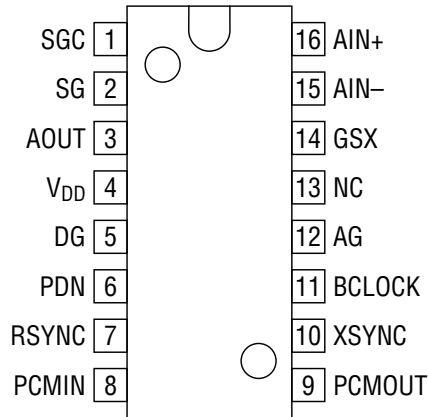 SGC 1 16 AIN+
SG 2 15 AIN–
AOUT 3 14 GSX
VDD 4 13 NC
DG 5 12 AG
PDN 6 11 BCLOCK
RSYNC 7 10 XSYNC
PCMIN 8 9 PCMOUT